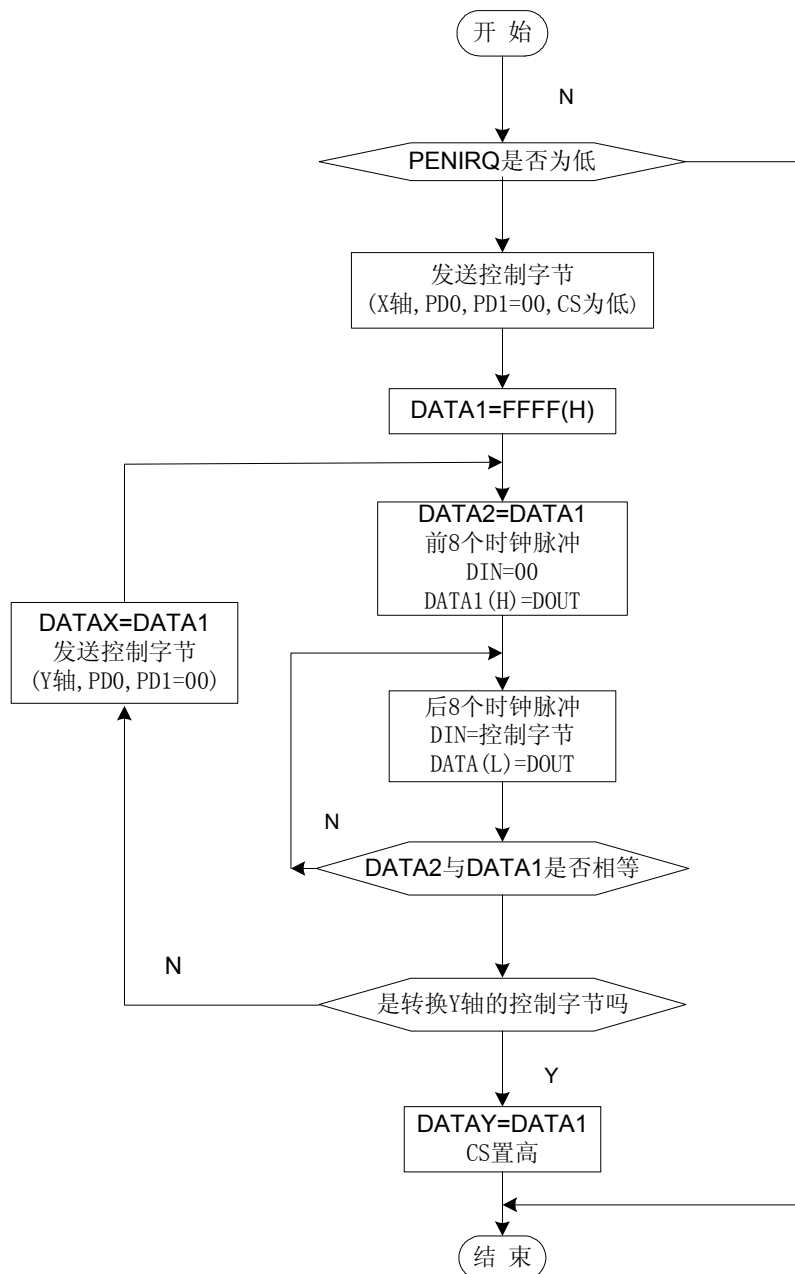 开 始
N
PENIRQ是否为低
发送控制字节
(X轴,PD0,PD1=00,CS为低)
DATA1=FFFF(H)
DATA2=DATA1
前8个时钟脉冲
DIN=00
DATA1(H)=DOUT
DATAX=DATA1
发送控制字节
(Y轴,PD0,PD1=00)
后8个时钟脉冲
DIN=控制字节
DATA(L)=DOUT
N
DATA2与DATA1是否相等
N
是转换Y轴的控制字节吗
Y
DATAY=DATA1
CS置高
结 束